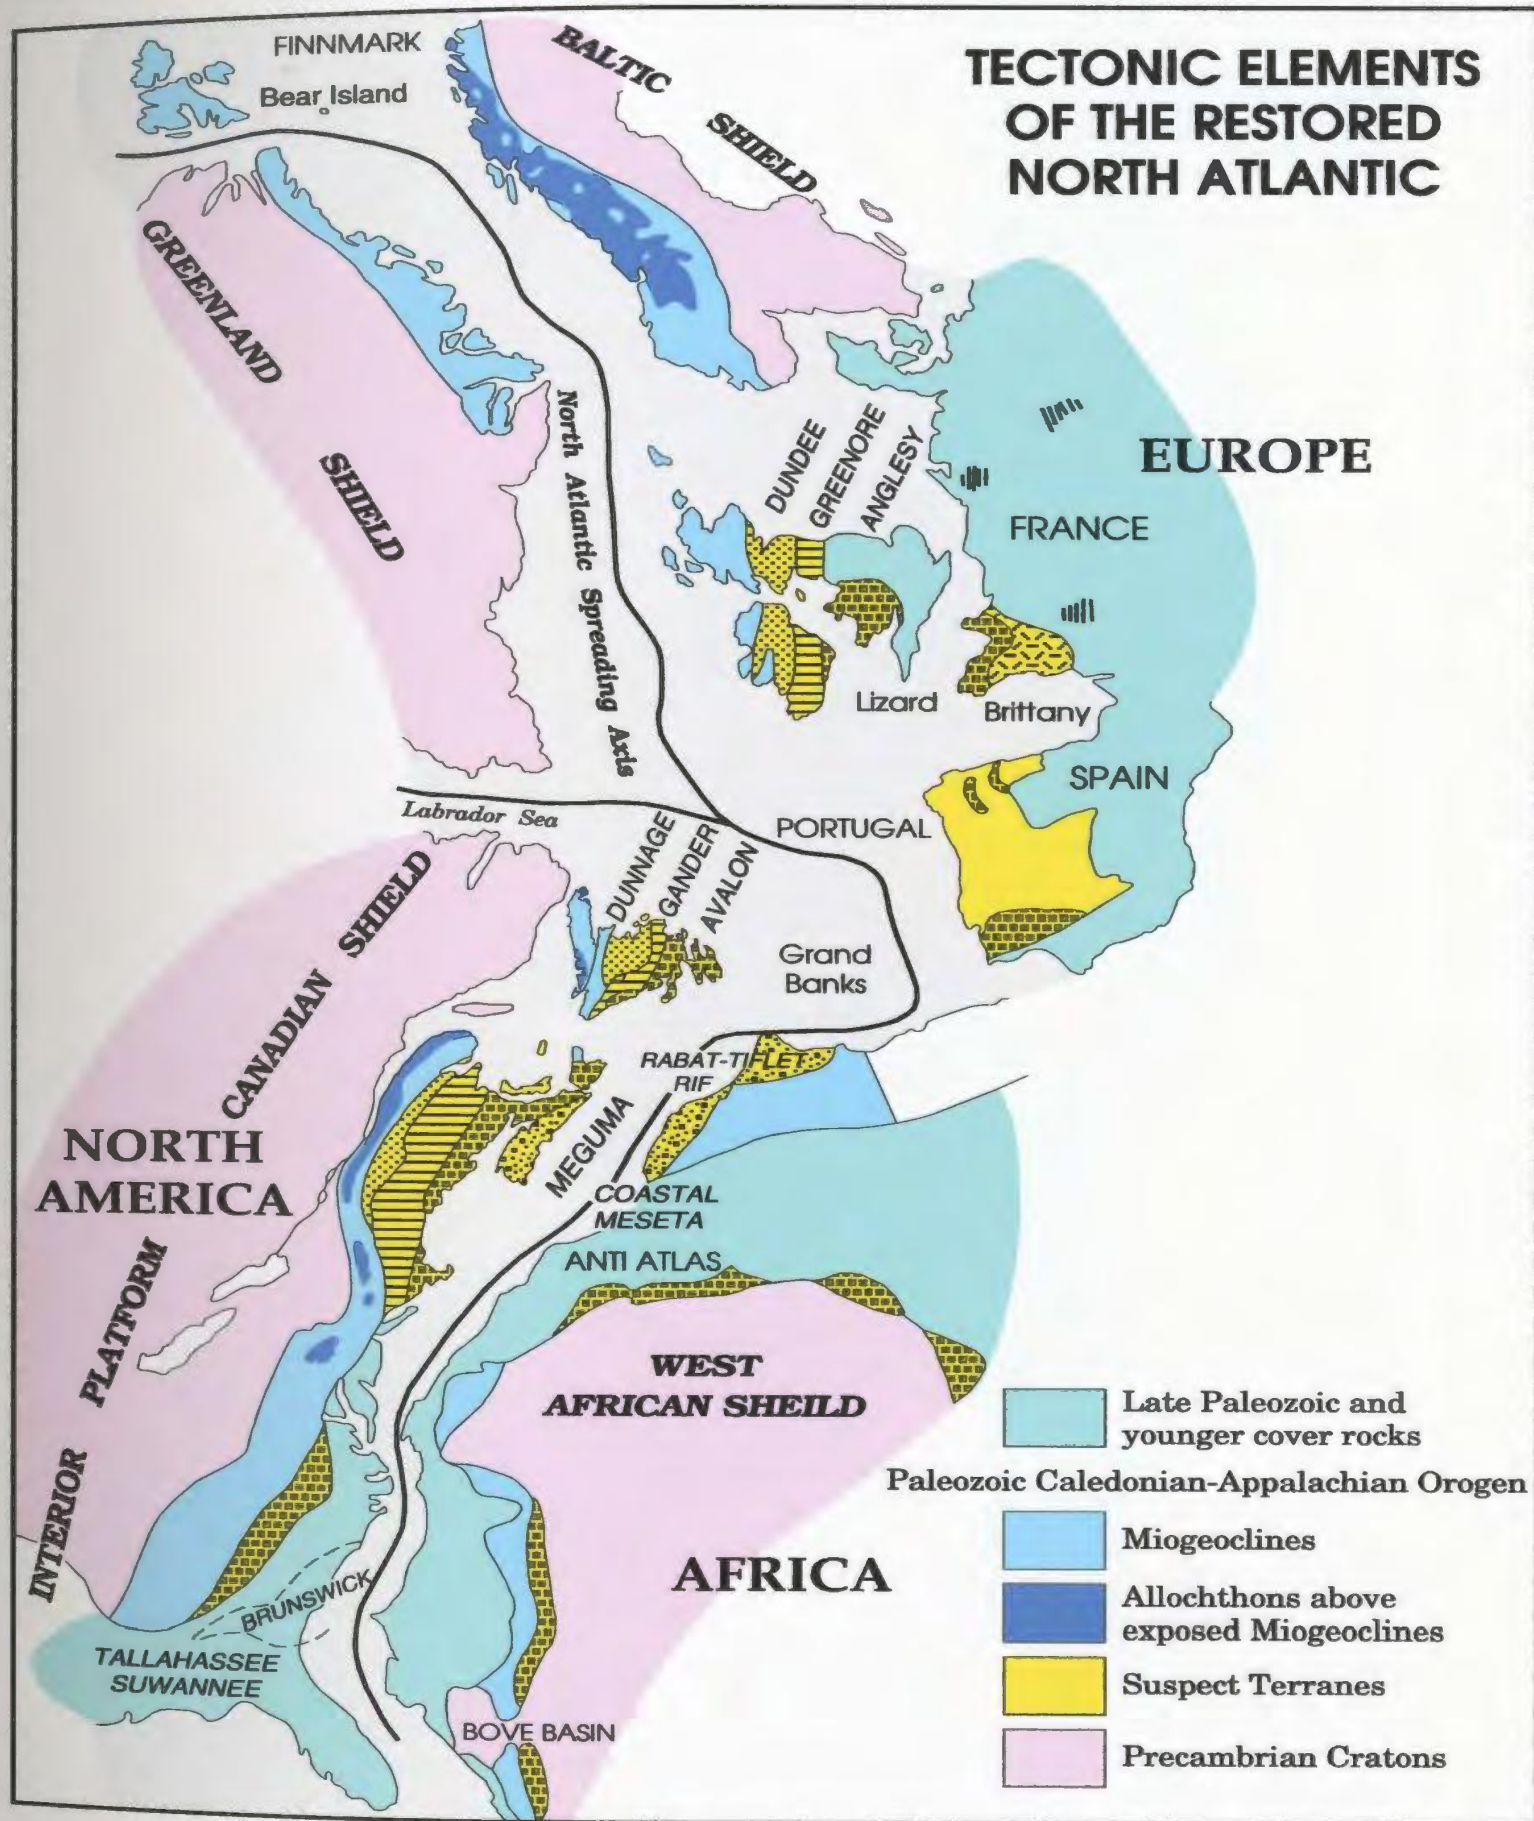 TECTONIC ELEMENTS
OF THE RESTORED
NORTH ATLANTIC
FINNMARK
Bear Island
BALTIC
SHIELD
GREENLAND
SHIELD
North Atlantic Spreading Axis
DUNDEE
GREENORE
ANGLESY
EUROPE
FRANCE
Lizard
Brittany
SPAIN
PORTUGAL
Labrador Sea
DUNNAGE
GANDER
AVALON
Grand
Banks
CANADIAN SHIELD
RABAT-TIFLET
RIF
MEGUMA
NORTH
AMERICA
COASTAL
MESETA
ANTI ATLAS
INTERIOR PLATFORM
WEST
AFRICAN SHEILD
AFRICA
BRUNSWICK
TALLAHASSEE
SUWANNEE
BOVE BASIN
Late Paleozoic and
younger cover rocks
Paleozoic Caledonian-Appalachian Orogen
Miogeoclines
Allochthons above
exposed Miogeoclines
Suspect Terranes
Precambrian Cratons